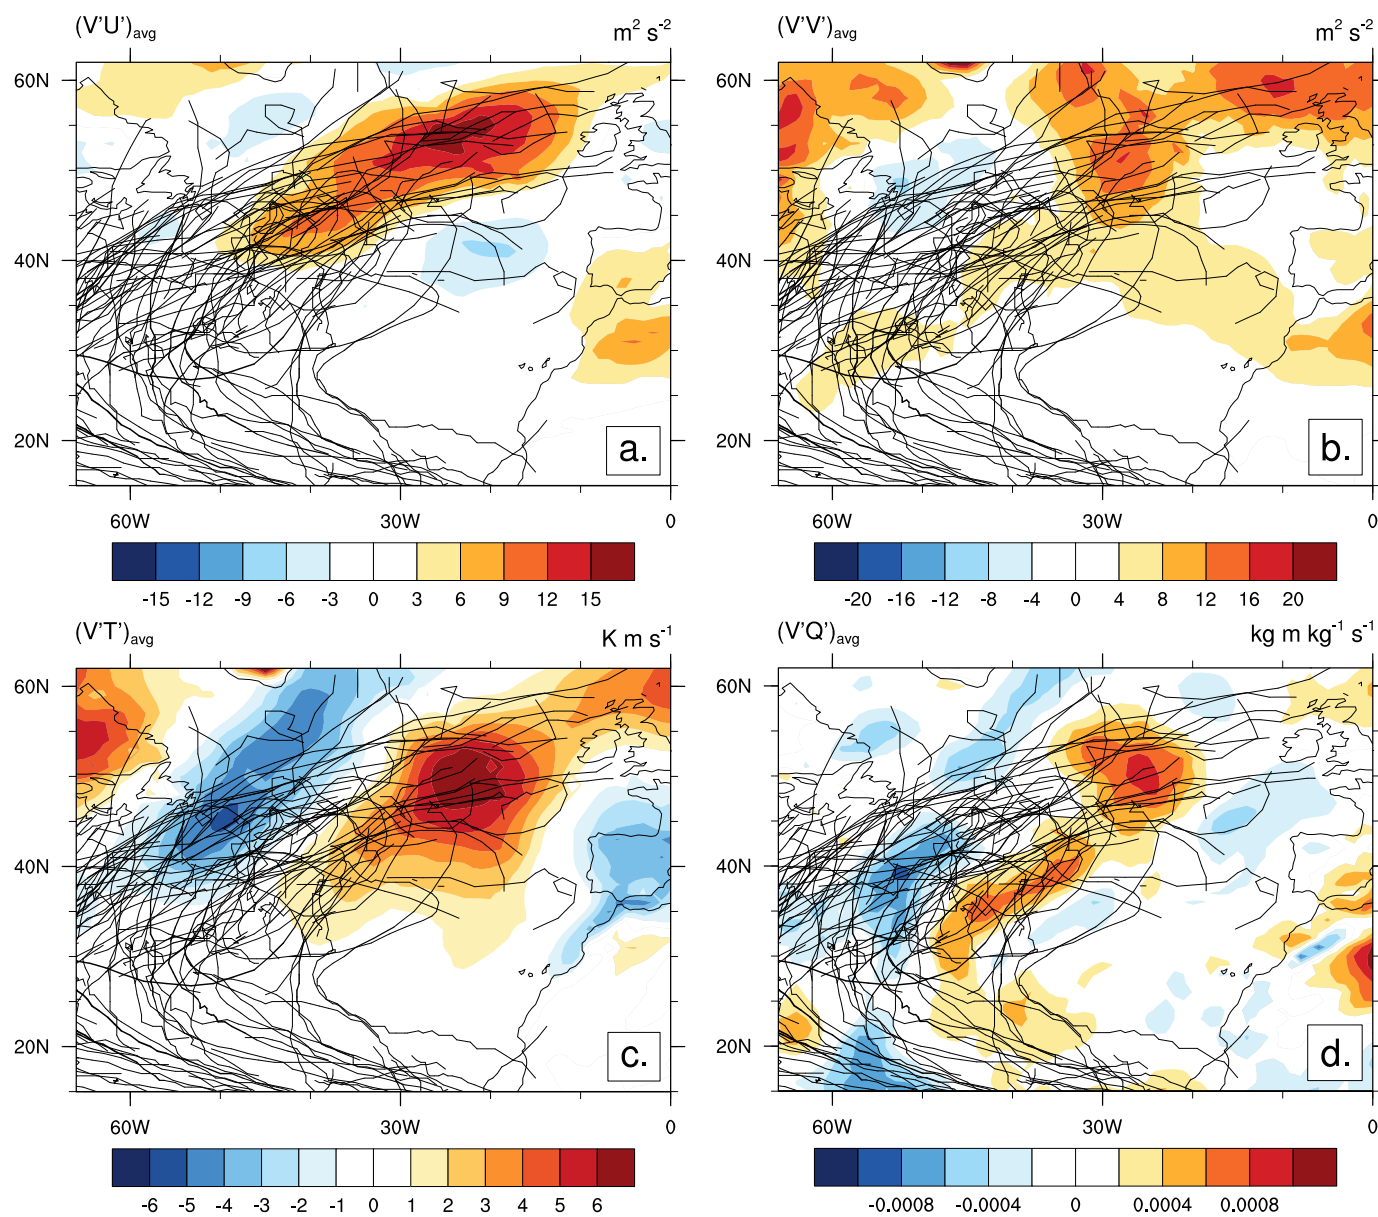 (V'U')avg m² s⁻²
60N
40N
20N
a.
60W 30W 0
-15 -12 -9 -6 -3 0 3 6 9 12 15
(V'V')avg m² s⁻²
60N
40N
20N
b.
60W 30W 0
-20 -16 -12 -8 -4 0 4 8 12 16 20
(V'T')avg K m s⁻¹
60N
40N
20N
c.
60W 30W 0
-6 -5 -4 -3 -2 -1 0 1 2 3 4 5 6
(V'Q')avg kg m kg⁻¹ s⁻¹
60N
40N
20N
d.
60W 30W 0
-0.0008 -0.0004 0 0.0004 0.0008